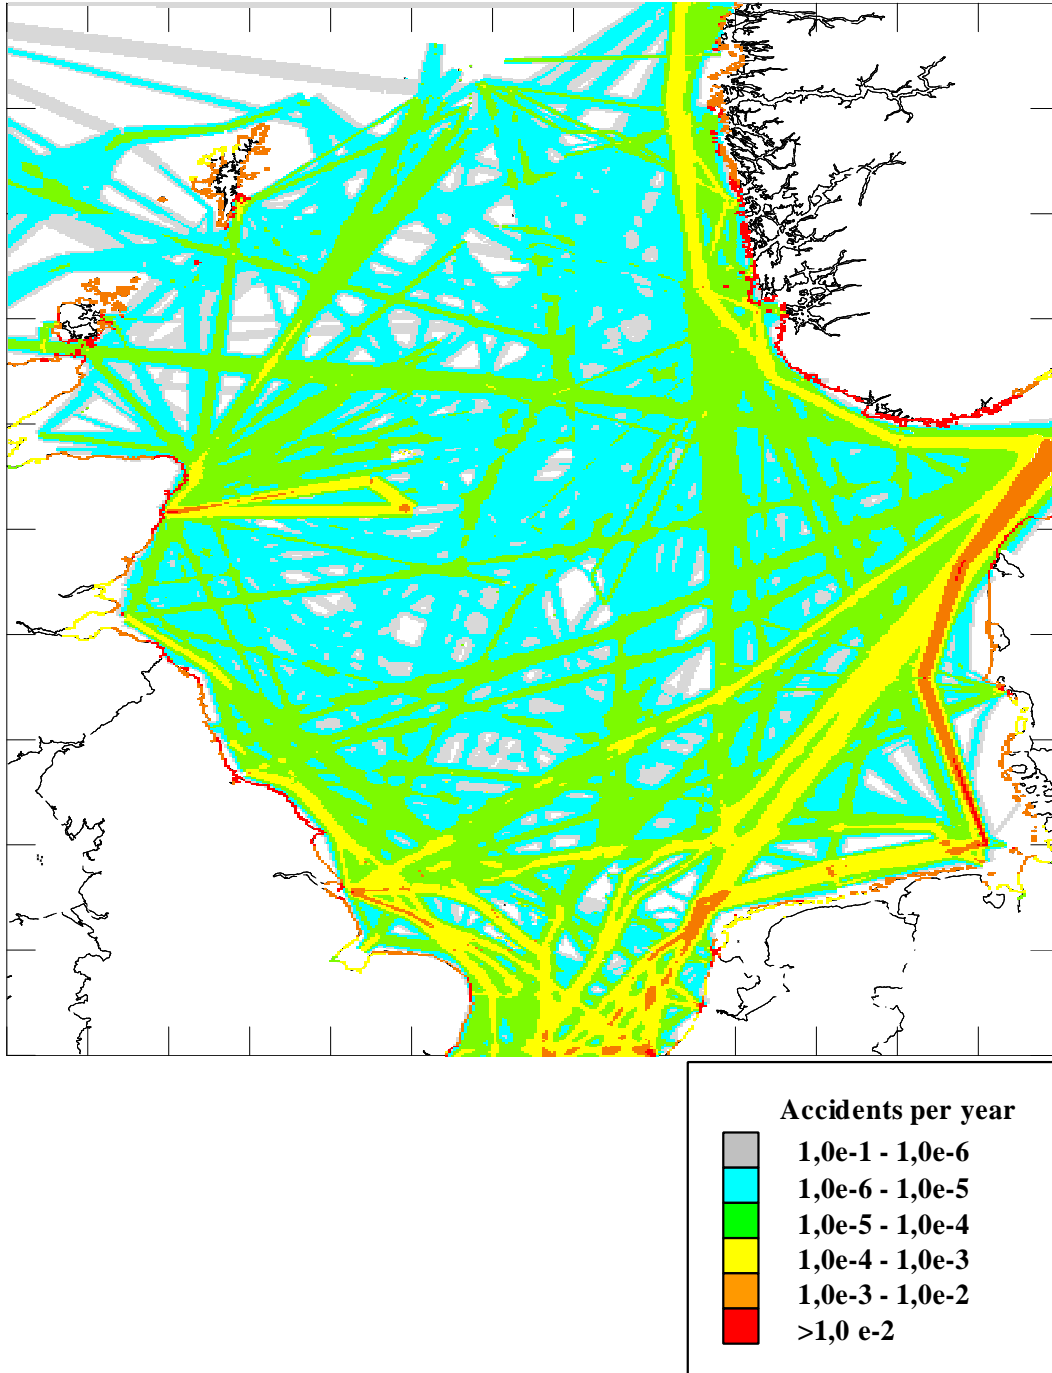 Accidents per year
1,0e-1 - 1,0e-6
1,0e-6 - 1,0e-5
1,0e-5 - 1,0e-4
1,0e-4 - 1,0e-3
1,0e-3 - 1,0e-2
>1,0 e-2